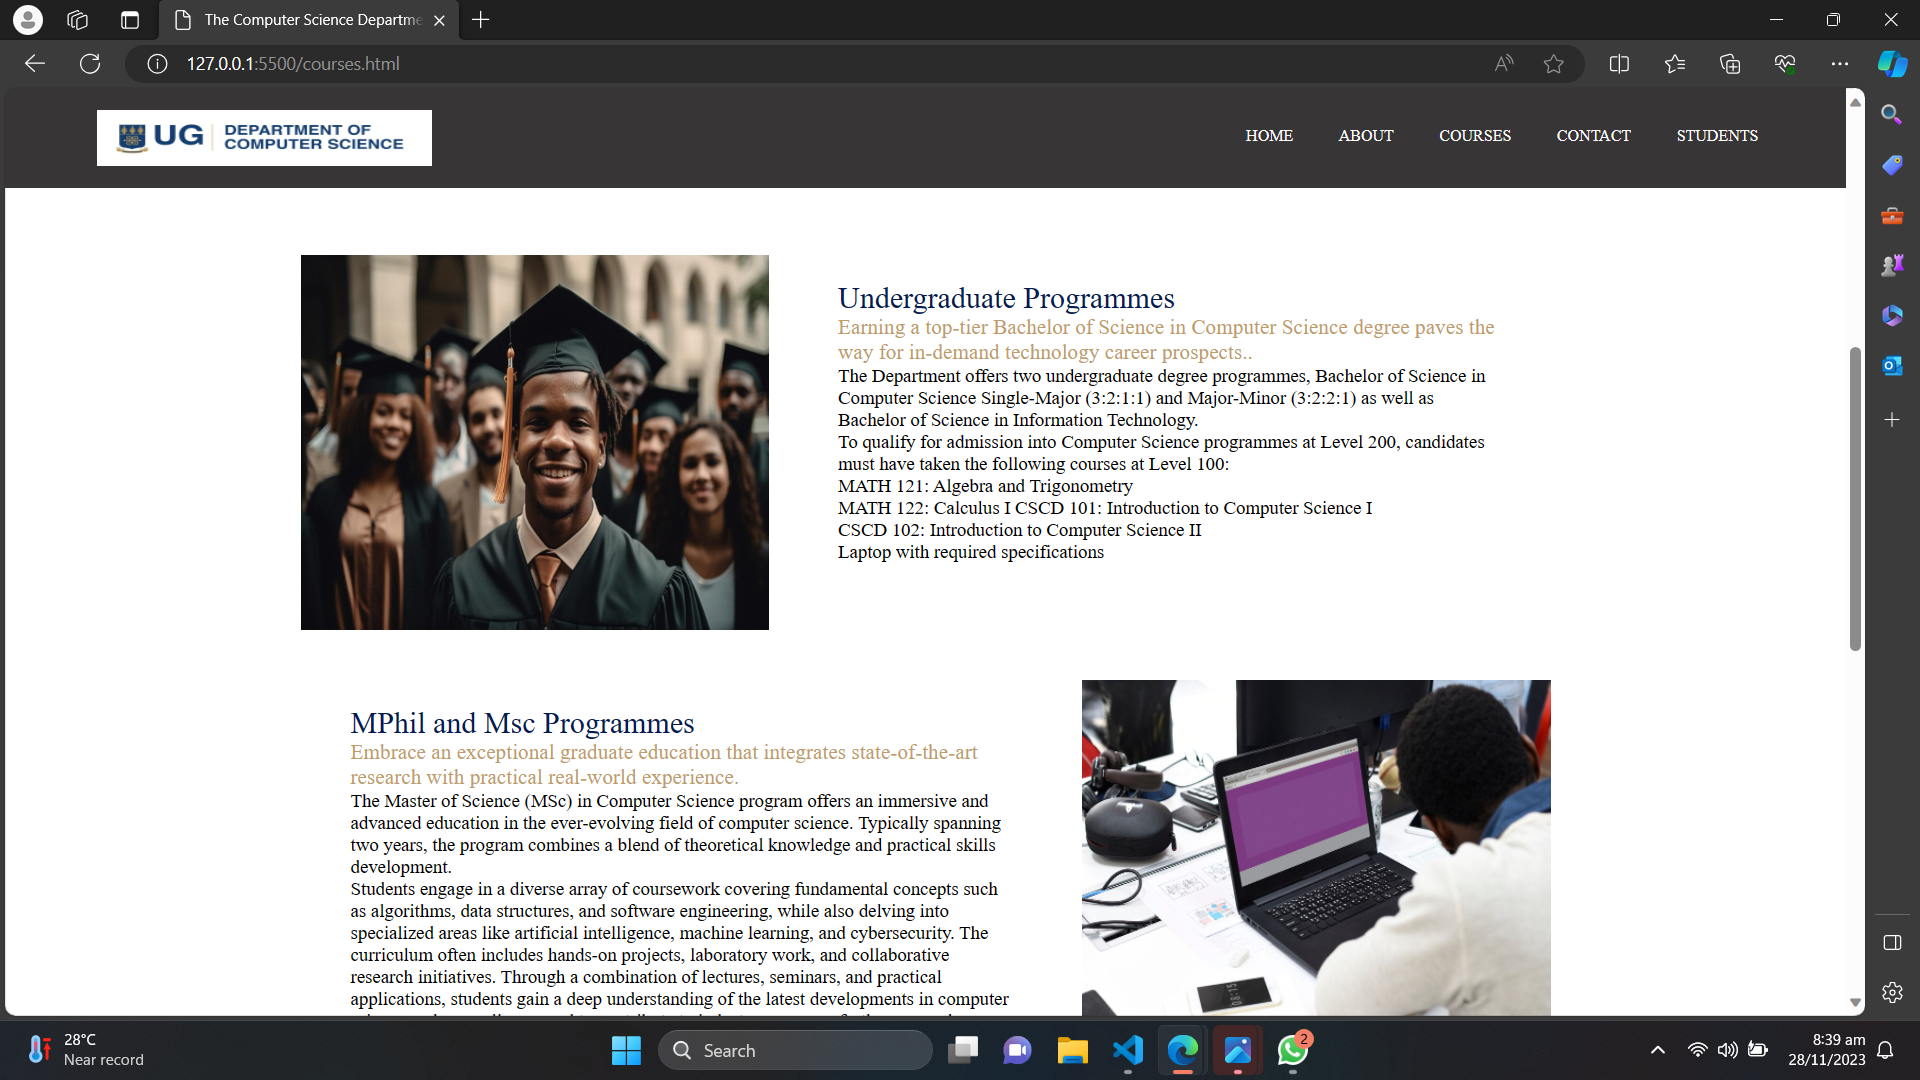 The Computer Science Departme
127.0.0.1:5500/courses.html
UG DEPARTMENT OF
COMPUTER SCIENCE
HOME ABOUT COURSES CONTACT STUDENTS
Undergraduate Programmes
Earning a top-tier Bachelor of Science in Computer Science degree paves the
way for in-demand technology career prospects..
The Department offers two undergraduate degree programmes, Bachelor of Science in
Computer Science Single-Major (3:2:1:1) and Major-Minor (3:2:2:1) as well as
Bachelor of Science in Information Technology.
To qualify for admission into Computer Science programmes at Level 200, candidates
must have taken the following courses at Level 100:
MATH 121: Algebra and Trigonometry
MATH 122: Calculus I CSCD 101: Introduction to Computer Science I
CSCD 102: Introduction to Computer Science II
Laptop with required specifications
MPhil and Msc Programmes
Embrace an exceptional graduate education that integrates state-of-the-art
research with practical real-world experience.
The Master of Science (MSc) in Computer Science program offers an immersive and
advanced education in the ever-evolving field of computer science. Typically spanning
two years, the program combines a blend of theoretical knowledge and practical skills
development.
Students engage in a diverse array of coursework covering fundamental concepts such
as algorithms, data structures, and software engineering, while also delving into
specialized areas like artificial intelligence, machine learning, and cybersecurity. The
curriculum often includes hands-on projects, laboratory work, and collaborative
research initiatives. Through a combination of lectures, seminars, and practical
applications, students gain a deep understanding of the latest developments in computer
08:15
28°C
Near record
Search
2
8:39 am
28/11/2023